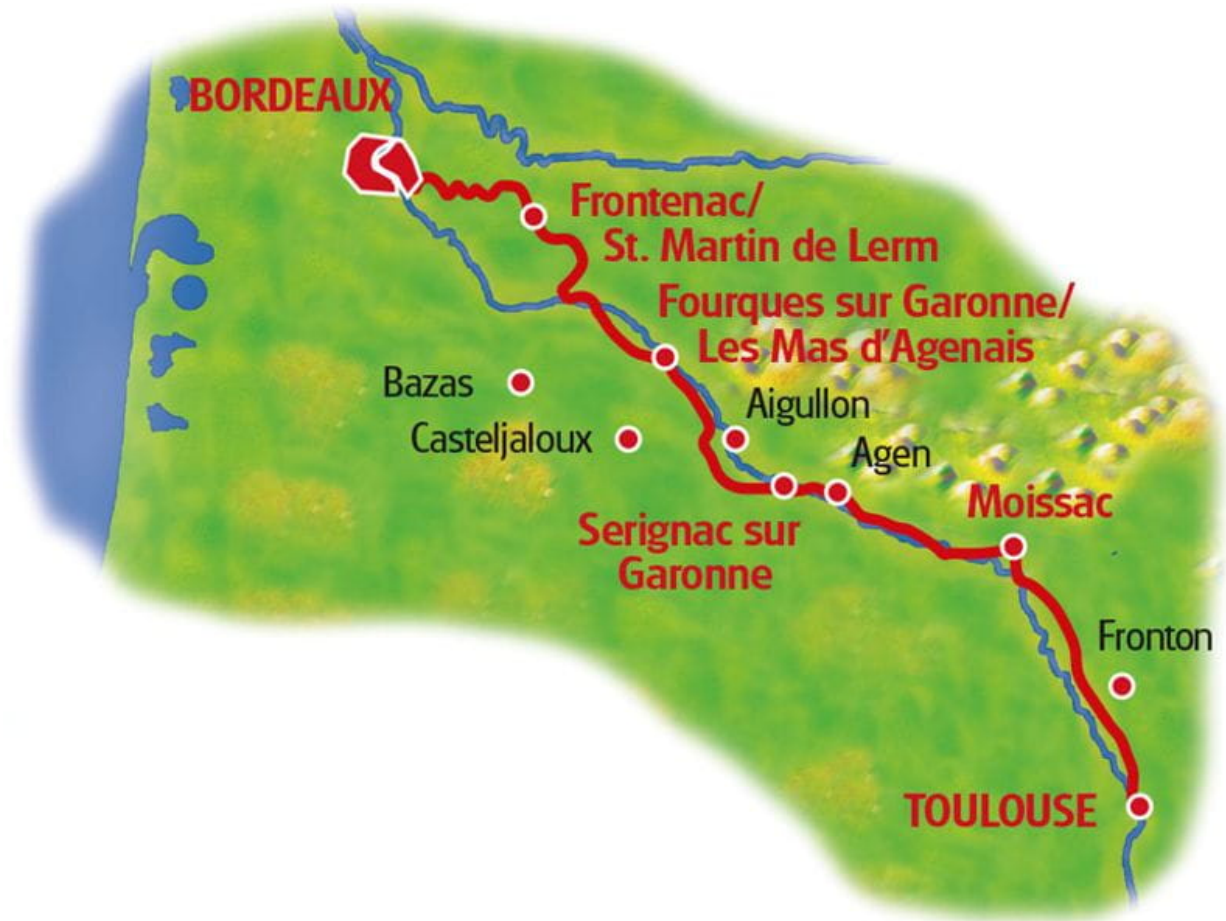 BORDEAUX
Frontenac/
St. Martin de Lerm
Fourques sur Garonne/
Les Mas d'Agenais
Bazas
Aigullon
Casteljaloux
Agen
Moissac
Serignac sur
Garonne
Fronton
TOULOUSE